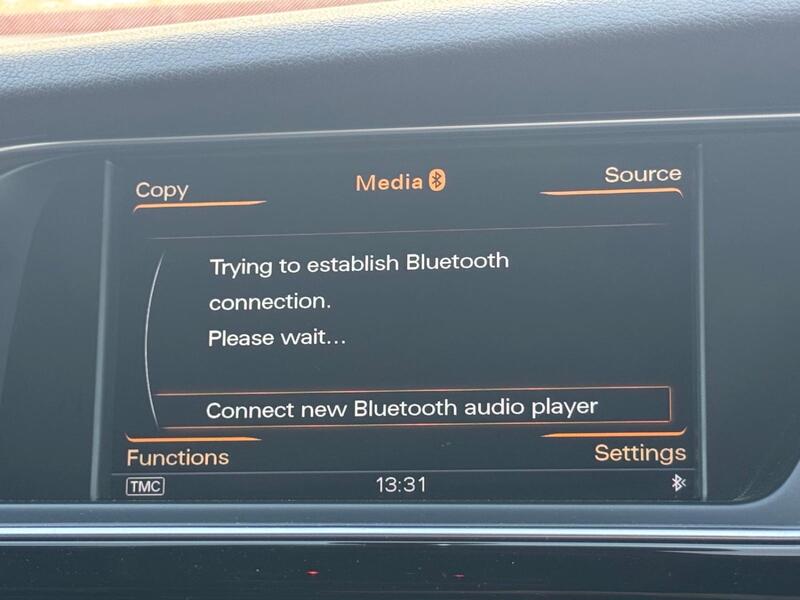 Copy
Media
Source
Trying to establish Bluetooth
connection.
Please wait...
Connect new Bluetooth audio player
Functions
Settings
TMC
13:31